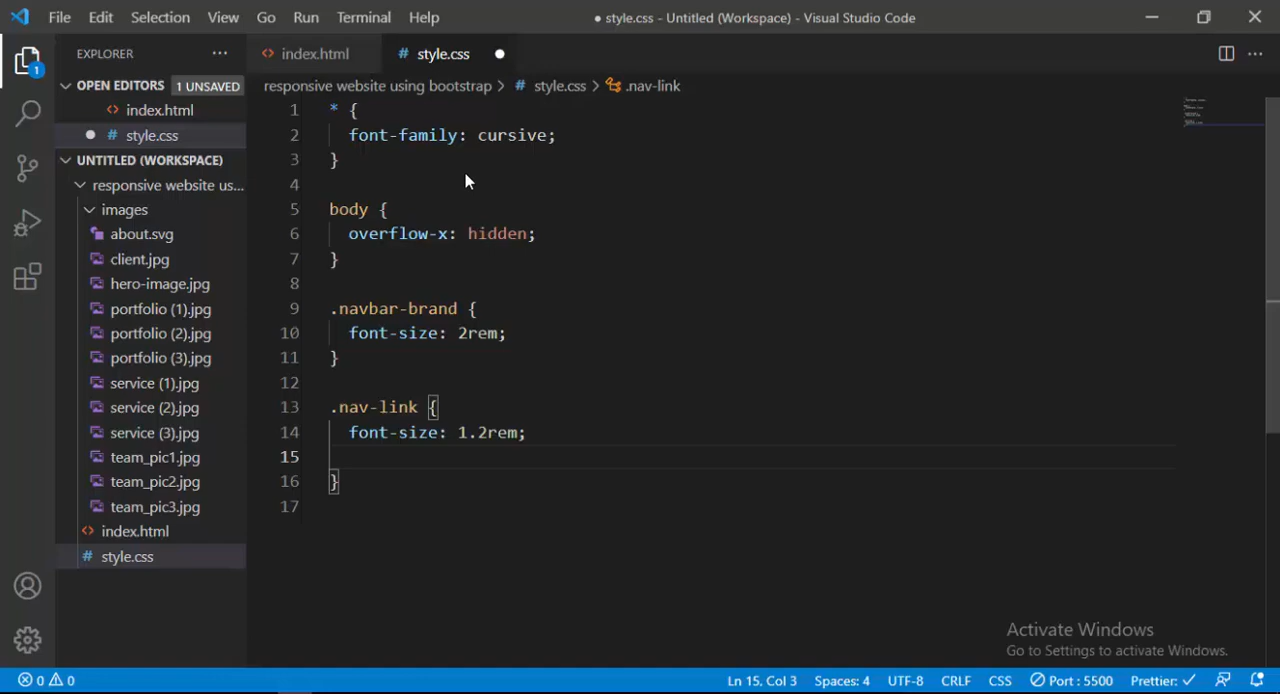 File Edit Selection View Go Run Terminal Help ● style.css - Untitled (Workspace) - Visual Studio Code
EXPLORER ···
OPEN EDITORS 1 UNSAVED
<> index.html
● # style.css
UNTITLED (WORKSPACE)
responsive website us...
images
about.svg
client.jpg
hero-image.jpg
portfolio (1).jpg
portfolio (2).jpg
portfolio (3).jpg
service (1).jpg
service (2).jpg
service (3).jpg
team_pic1.jpg
team_pic2.jpg
team_pic3.jpg
<> index.html
# style.css
1
<> index.html # style.css ●
responsive website using bootstrap > # style.css > .nav-link
1 * {
2 font-family: cursive;
3 }
4
5 body {
6 overflow-x: hidden;
7 }
8
9 .navbar-brand {
10 font-size: 2rem;
11 }
12
13 .nav-link {
14 font-size: 1.2rem;
15
16 }
17
Activate Windows
Go to Settings to activate Windows.
0 0 Ln 15, Col 3 Spaces: 4 UTF-8 CRLF CSS Port : 5500 Prettier: ✓